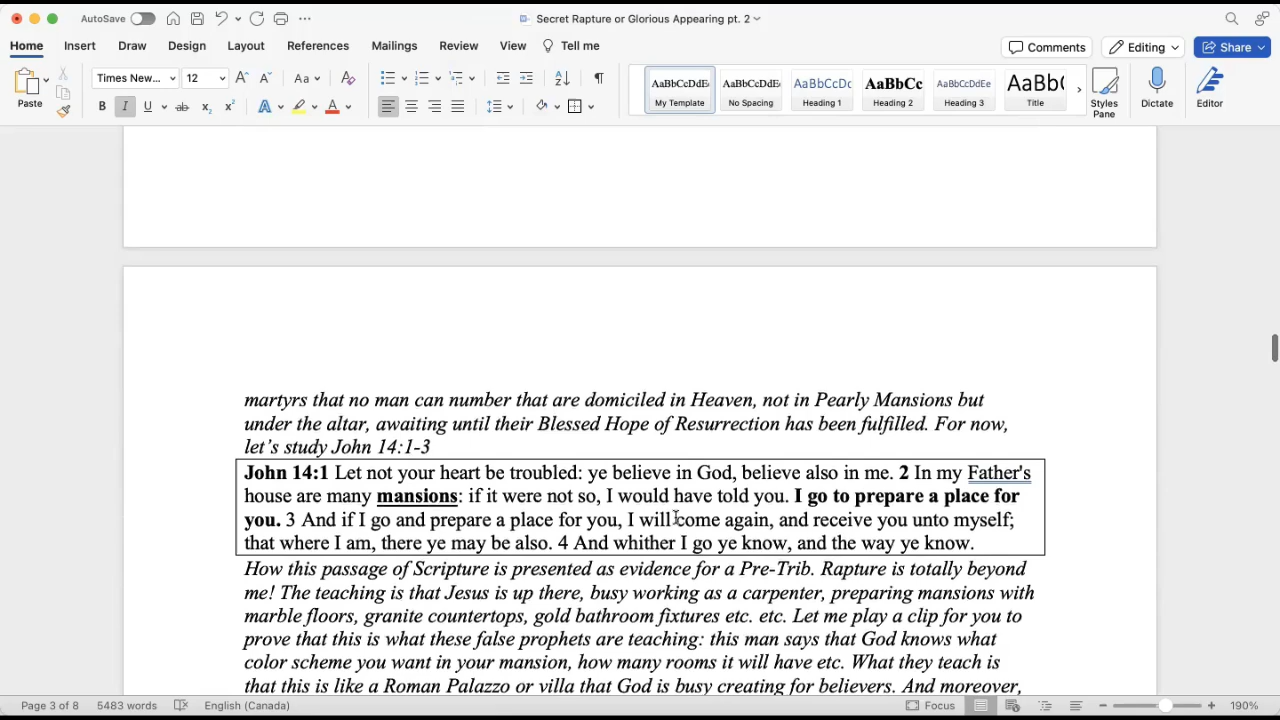 AutoSave
Secret Rapture or Glorious Appearing pt. 2
Home Insert Draw Design Layout References Mailings Review View Tell me Comments Editing Share
Paste
Times New... 12 Aa
B I U ab x₂ x² A A
AaBbCcDdEe AaBbCcDdEe AaBbCcDc AaBbCc AaBbCcDdEe AaBb(
My Template No Spacing Heading 1 Heading 2 Heading 3 Title
Styles Pane Dictate Editor
martyrs that no man can number that are domiciled in Heaven, not in Pearly Mansions but
under the altar, awaiting until their Blessed Hope of Resurrection has been fulfilled. For now,
let's study John 14:1-3
John 14:1 Let not your heart be troubled: ye believe in God, believe also in me. 2 In my Father's
house are many mansions: if it were not so, I would have told you. I go to prepare a place for
you. 3 And if I go and prepare a place for you, I will come again, and receive you unto myself;
that where I am, there ye may be also. 4 And whither I go ye know, and the way ye know.
How this passage of Scripture is presented as evidence for a Pre-Trib. Rapture is totally beyond
me! The teaching is that Jesus is up there, busy working as a carpenter, preparing mansions with
marble floors, granite countertops, gold bathroom fixtures etc. etc. Let me play a clip for you to
prove that this is what these false prophets are teaching: this man says that God knows what
color scheme you want in your mansion, how many rooms it will have etc. What they teach is
that this is like a Roman Palazzo or villa that God is busy creating for believers. And moreover,
Page 3 of 8 5483 words English (Canada) Focus 190%